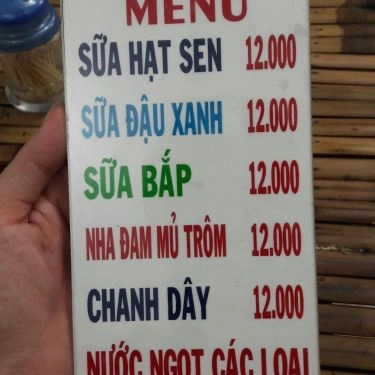 MENU
SỮA HẠT SEN 12.000
SỮA ĐẬU XANH 12.000
SỮA BẮP 12.000
NHA ĐAM MỦ TRÔM 12.000
CHANH DÂY 12.000
NƯỚC NGỌT CÁC LOẠI